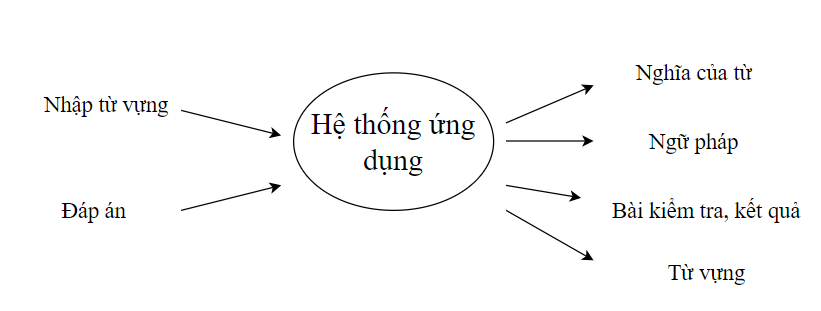 Nhập từ vựng
Đáp án
Hệ thống ứng
dụng
Nghĩa của từ
Ngữ pháp
Bài kiểm tra, kết quả
Từ vựng